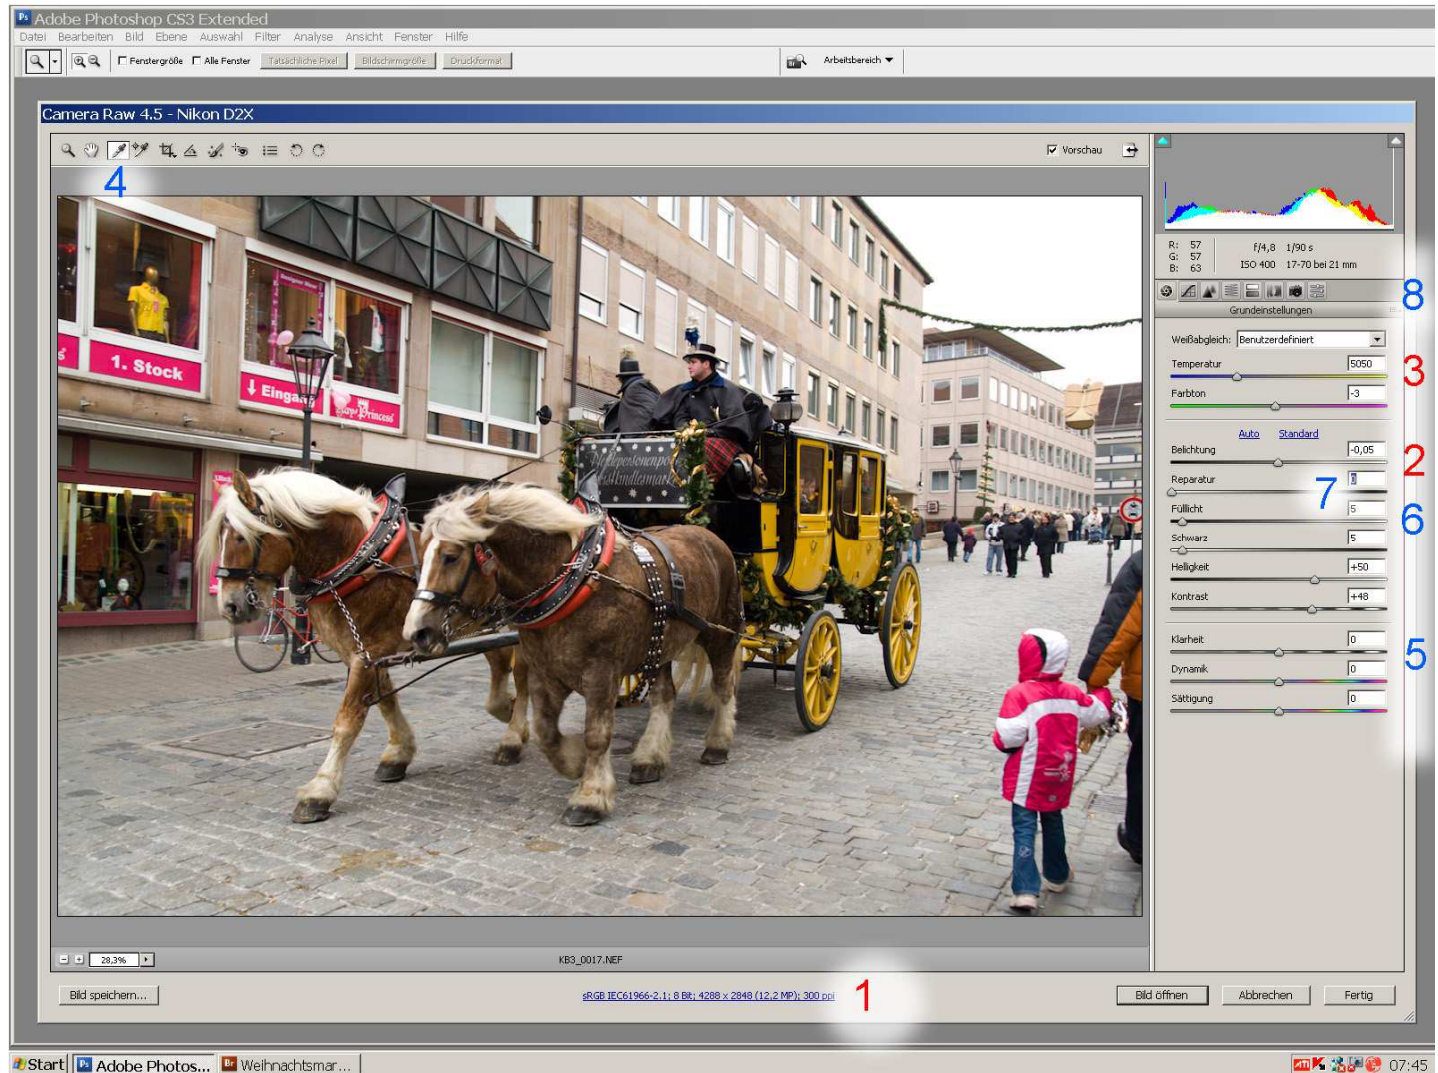 Adobe Photoshop CS3 Extended
Datei Bearbeiten Bild Ebene Auswahl Filter Analyse Ansicht Fenster Hilfe
Fenstergröße Alle Fenster Tatsächliche Pixel Bildschirmgröße Druckformat Arbeitsbereich
Camera Raw 4.5 - Nikon D2X
Vorschau
4
1. Stock
Eingang
Princess
R: 57
G: 57
B: 63
f/4,8 1/90 s
ISO 400 17-70 bei 21 mm
8
Grundeinstellungen
Weißabgleich: Benutzerdefiniert
Temperatur 5050
3
Farbton -3
Auto Standard
Belichtung -0,05
2
Reparatur 0
7
Füllicht 5
6
Schwarz 5
Helligkeit +50
Kontrast +48
Klarheit 0
5
Dynamik 0
Sättigung 0
28,3% KB3_0017.NEF
Bild speichern... sRGB IEC61966-2.1; 8 Bit; 4288 x 2848 (12,2 MP); 300 ppi 1 Bild öffnen Abbrechen Fertig
Start Ps Adobe Photos... Br Weihnachtsmar... 07:45